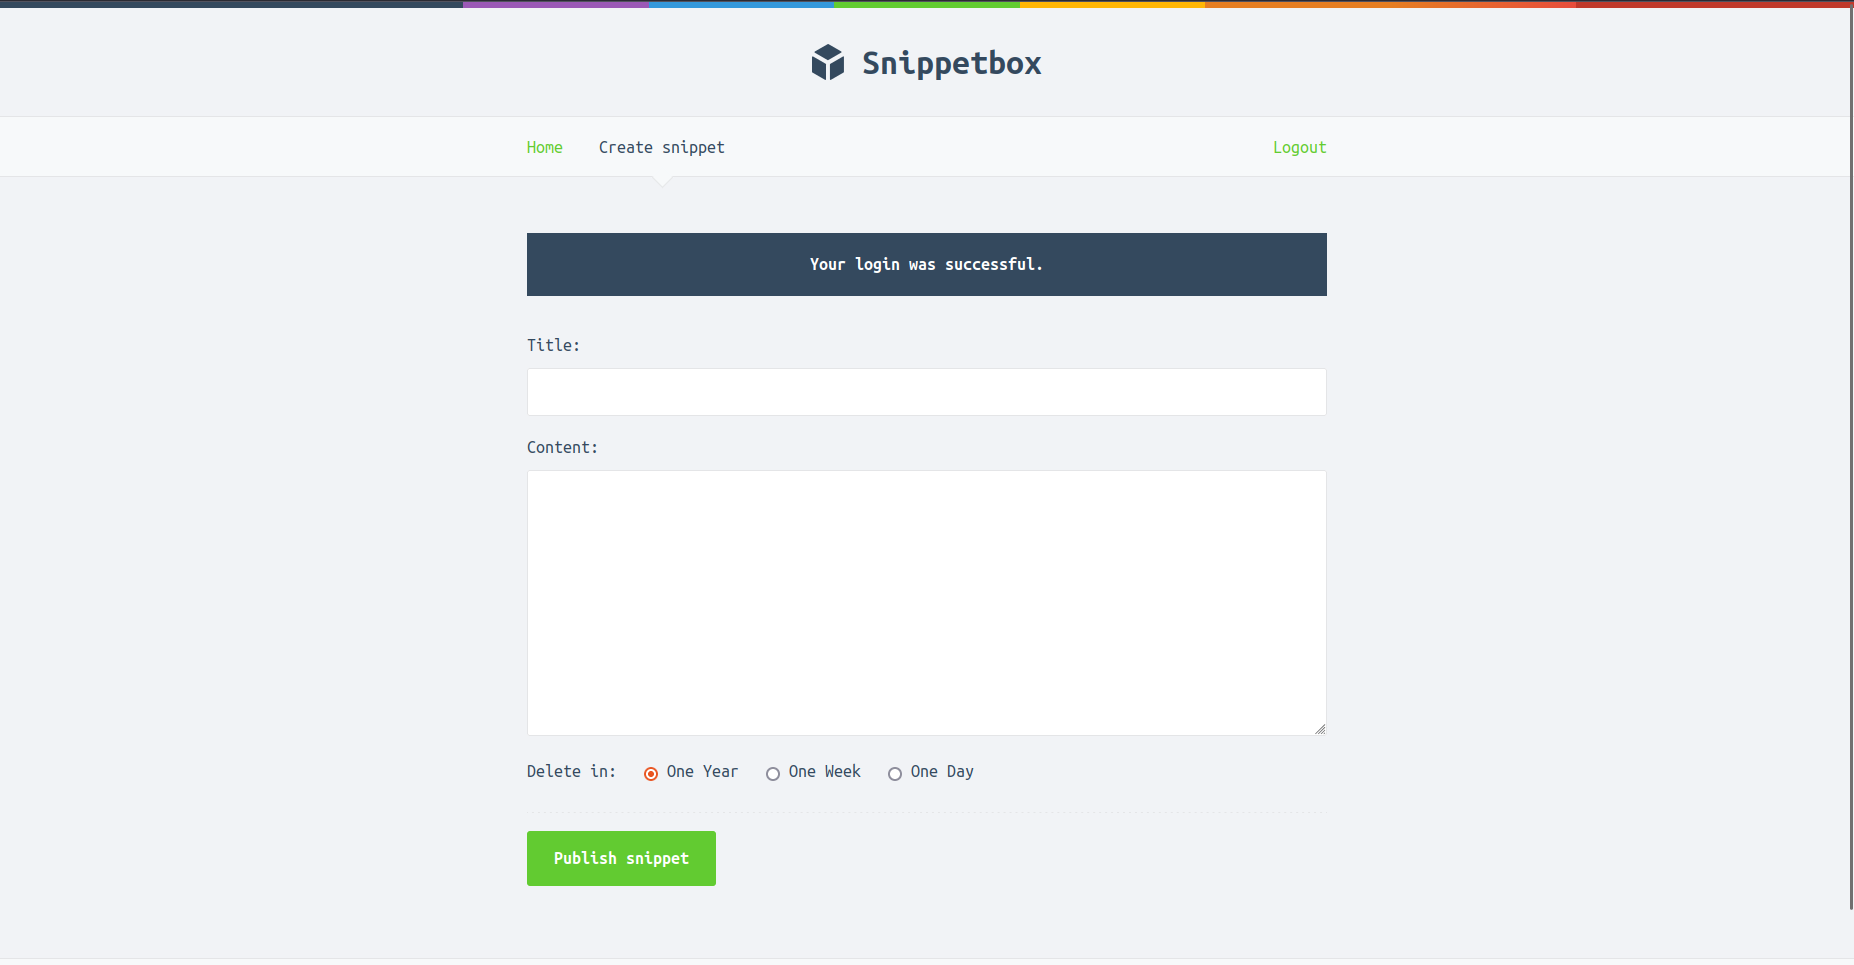 Snippetbox
Home Create snippet Logout
Your login was successful.
Title:
Content:
Delete in: One Year One Week One Day
Publish snippet